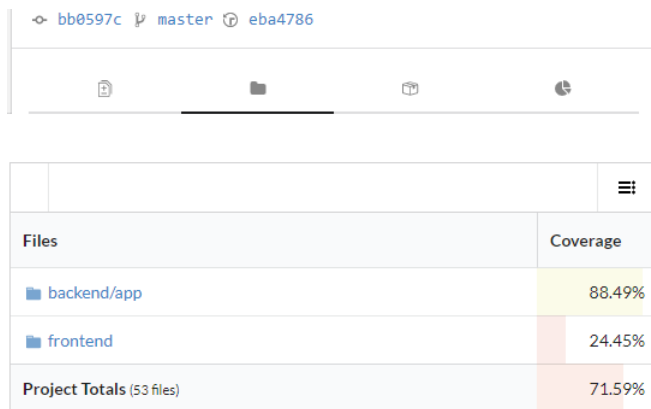 bb0597c master eba4786
Files Coverage
backend/app 88.49%
frontend 24.45%
Project Totals (53 files) 71.59%